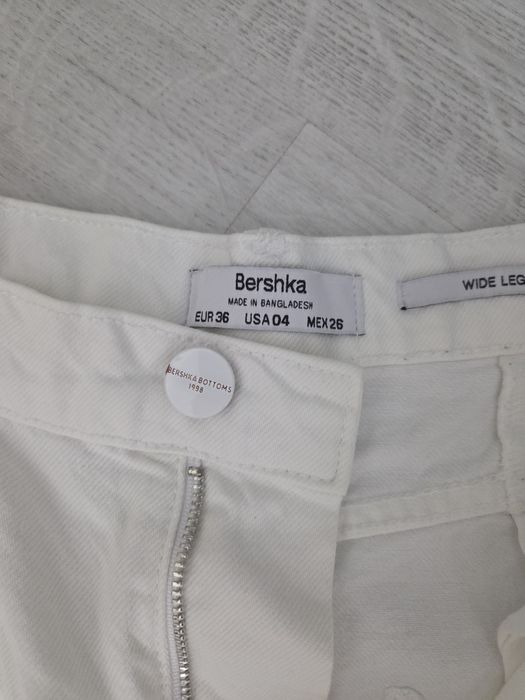 Bershka
MADE IN BANGLADESH
EUR 36 USA 04 MEX 26
WIDE LEG
BERSHKA BOTTOMS
1998